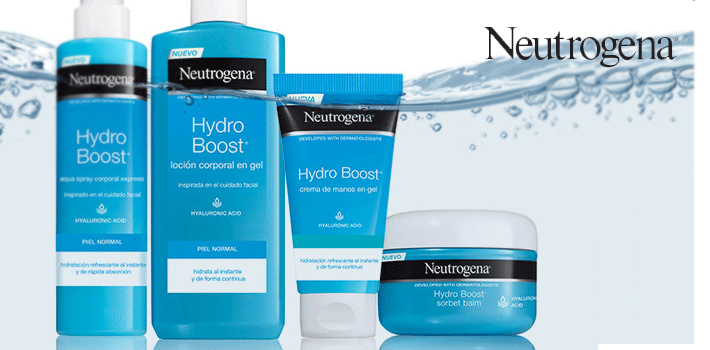 Neutrogena®
NUEVO
Neutrogena®
Hydro
Boost®
aqua spray corporal express
inspirado en el cuidado facial
HYALURONIC ACID
PIEL NORMAL
hidratación refrescante al instante
y de rápida absorción
NUEVO
Neutrogena®
Hydro
Boost®
loción corporal en gel
inspirada en el cuidado facial
HYALURONIC ACID
PIEL NORMAL
hidrata al instante
y de forma continua
NUEVA
Neutrogena®
DEVELOPED WITH DERMATOLOGISTS
Hydro Boost®
crema de manos en gel
HYALURONIC ACID
hidratación refrescante al instante
y de forma continua
NUEVO
Neutrogena®
DEVELOPED WITH DERMATOLOGISTS
Hydro Boost®
sorbet balm
HYALURONIC
ACID